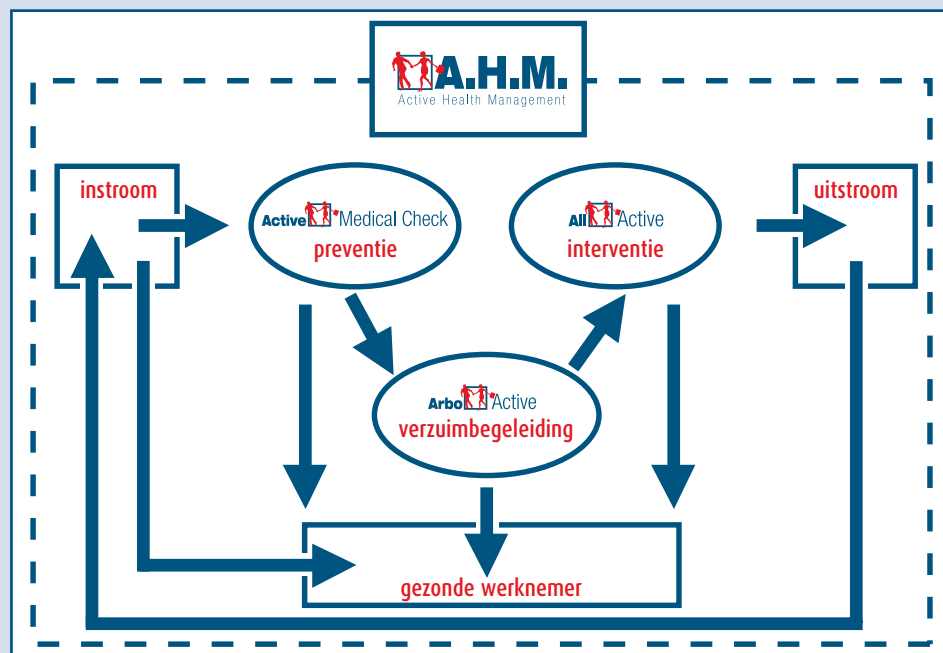 A.H.M.
Active Health Management
instroom
Active Medical Check
preventie
All Active
interventie
uitstroom
Arbo Active
verzuimbegeleiding
gezonde werknemer